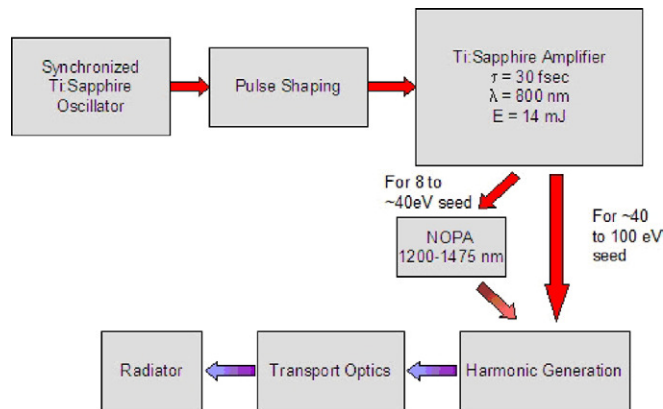 Synchronized
Ti:Sapphire
Oscillator
Pulse Shaping
Ti:Sapphire Amplifier
τ = 30 fsec
λ = 800 nm
E = 14 mJ
For 8 to
~40eV seed
NOPA
1200-1475 nm
For ~40
to 100 eV
seed
Radiator
Transport Optics
Harmonic Generation